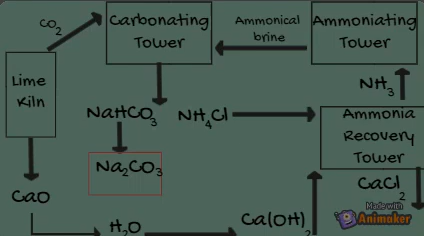 CO₂
Carbonating
Tower
Ammonical
brine
Ammoniating
Tower
Lime
Kiln
NH₃
NaHCO₃
NH₄Cl
Ammonia
Recovery
Tower
Na₂CO₃
CaCl₂
CaO
H₂O
Ca(OH)₂
Made with
Animaker